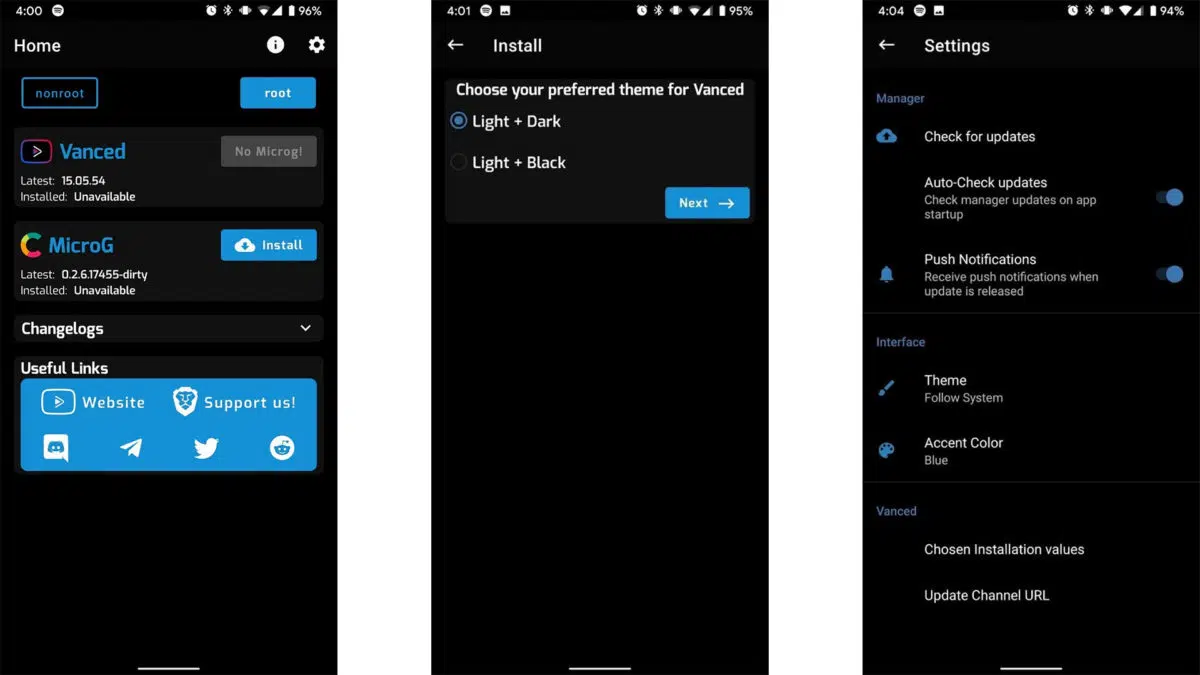 4:00
96%
Home
nonroot
root
Vanced
No Microg!
Latest: 15.05.54
Installed: Unavailable
MicroG
Install
Latest: 0.2.6.17455-dirty
Installed: Unavailable
Changelogs
Useful Links
Website
Support us!
4:01
95%
Install
Choose your preferred theme for Vanced
Light + Dark
Light + Black
Next
4:04
94%
Settings
Manager
Check for updates
Auto-Check updates
Check manager updates on app
startup
Push Notifications
Receive push notifications when
update is released
Interface
Theme
Follow System
Accent Color
Blue
Vanced
Chosen Installation values
Update Channel URL